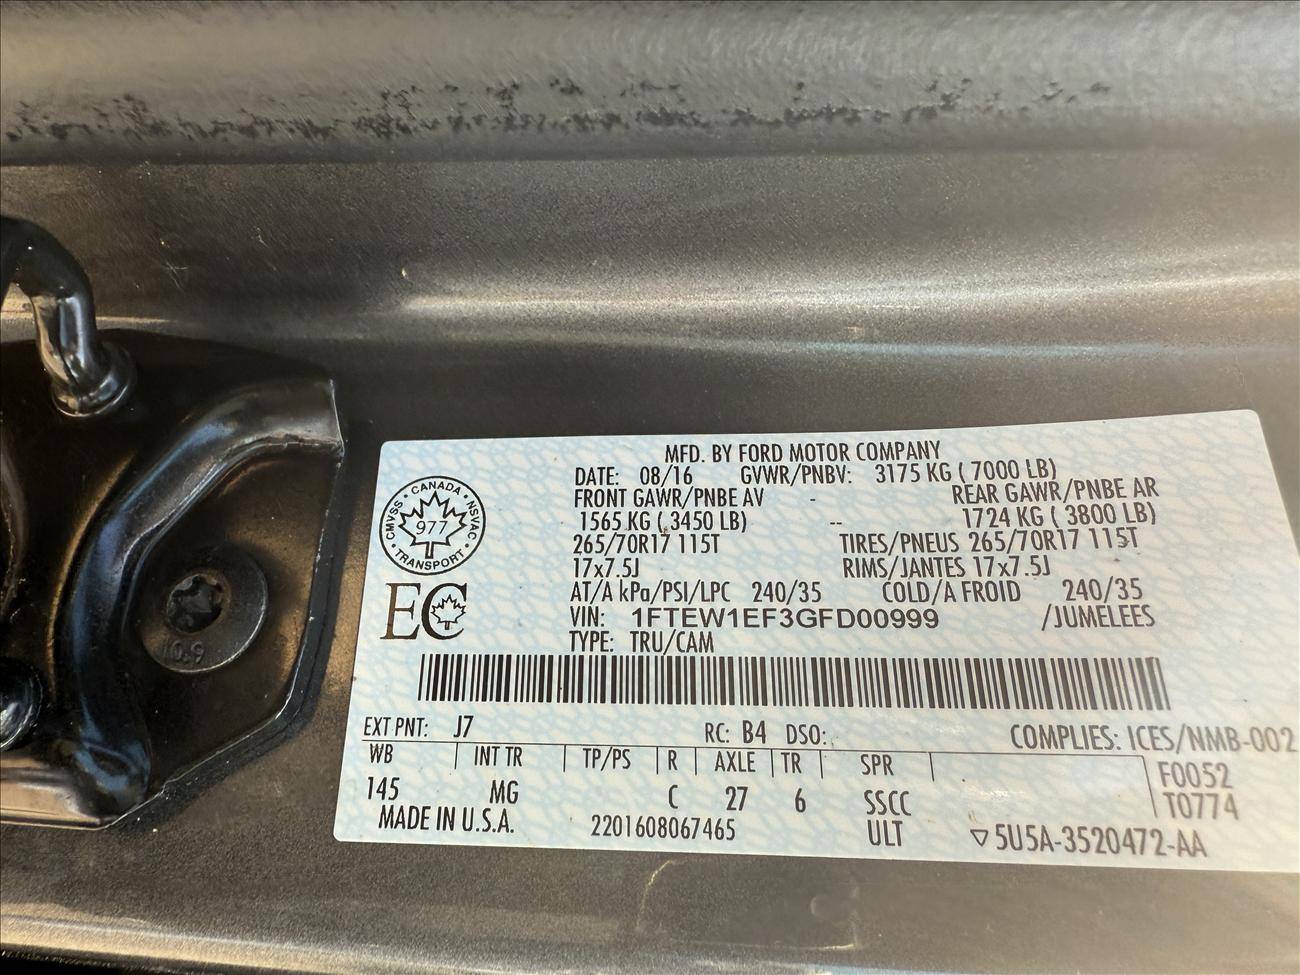 MFD. BY FORD MOTOR COMPANY
DATE: 08/16 GVWR/PNBV: 3175 KG ( 7000 LB)
FRONT GAWR/PNBE AV - REAR GAWR/PNBE AR
1565 KG ( 3450 LB) -- 1724 KG ( 3800 LB)
265/70R17 115T TIRES/PNEUS 265/70R17 115T
17x7.5J RIMS/JANTES 17x7.5J
AT/A kPa/PSI/LPC 240/35 COLD/A FROID 240/35
VIN: 1FTEW1EF3GFD00999 /JUMELEES
TYPE: TRU/CAM
CANADA
CMVSS
NSVAC
977
TRANSPORT
EC
EXT PNT: J7 RC: B4 DSO: COMPLIES: ICES/NMB-002
WB | INT TR | TP/PS | R | AXLE | TR | SPR F0052
145 MG C 27 6 SSCC T0774
MADE IN U.S.A. 2201608067465 ULT ▽5U5A-3520472-AA
10.9